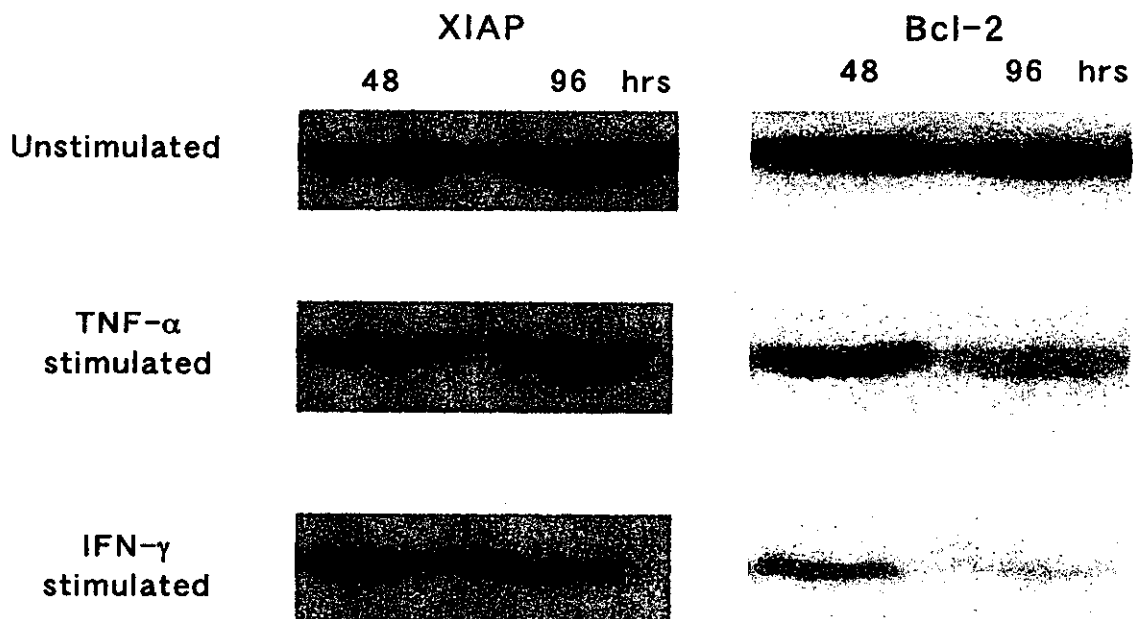 XIAP
Bcl-2
48 96 hrs
48 96 hrs
Unstimulated
TNF-α
stimulated
IFN-γ
stimulated